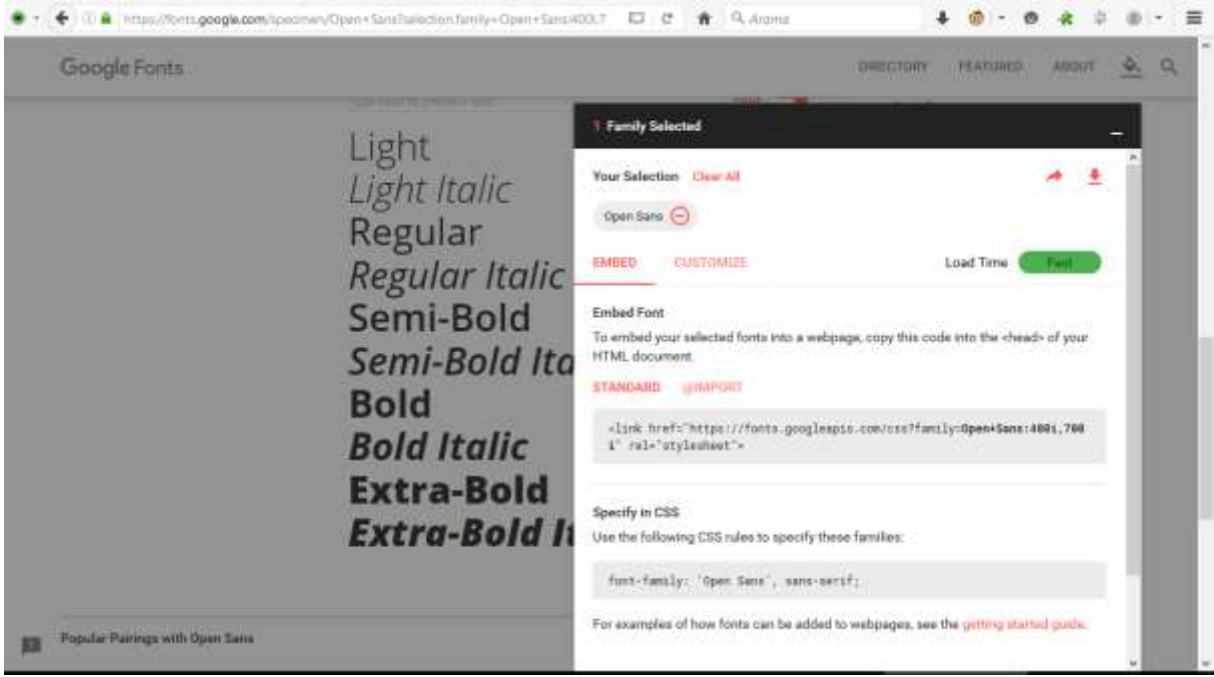 https://fonts.google.com/specimen/Open+Sans?selection.family=Open+Sans:400i,7
Arama
Google Fonts
DIRECTORY
FEATURED
ABOUT
Light
Light Italic
Regular
Regular Italic
Semi-Bold
Semi-Bold Ita
Bold
Bold Italic
Extra-Bold
Extra-Bold It
Popular Pairings with Open Sans
1 Family Selected
Your Selection Clear All
Open Sans
EMBED CUSTOMIZE Load Time Fast
Embed Font
To embed your selected fonts into a webpage, copy this code into the <head> of your
HTML document.
STANDARD @IMPORT
<link href="https://fonts.googleapis.com/css?family=Open+Sans:400i,700
i" rel="stylesheet">
Specify in CSS
Use the following CSS rules to specify these families:
font-family: 'Open Sans', sans-serif;
For examples of how fonts can be added to webpages, see the getting started guide.